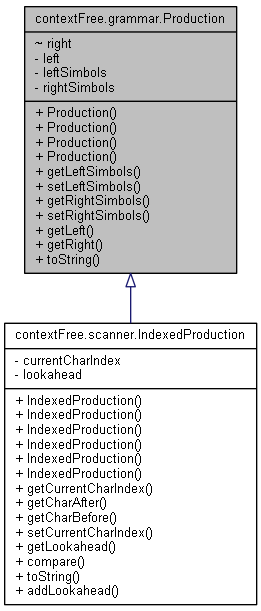 contextFree.grammar.Production
~ right
- left
- leftSimbols
- rightSimbols
+ Production()
+ Production()
+ Production()
+ Production()
+ getLeftSimbols()
+ setLeftSimbols()
+ getRightSimbols()
+ setRightSimbols()
+ getLeft()
+ getRight()
+ toString()
contextFree.scanner.IndexedProduction
- currentCharIndex
- lookahead
+ IndexedProduction()
+ IndexedProduction()
+ IndexedProduction()
+ IndexedProduction()
+ IndexedProduction()
+ IndexedProduction()
+ getCurrentCharIndex()
+ getCharAfter()
+ getCharBefore()
+ setCurrentCharIndex()
+ getLookahead()
+ compare()
+ toString()
+ addLookahead()